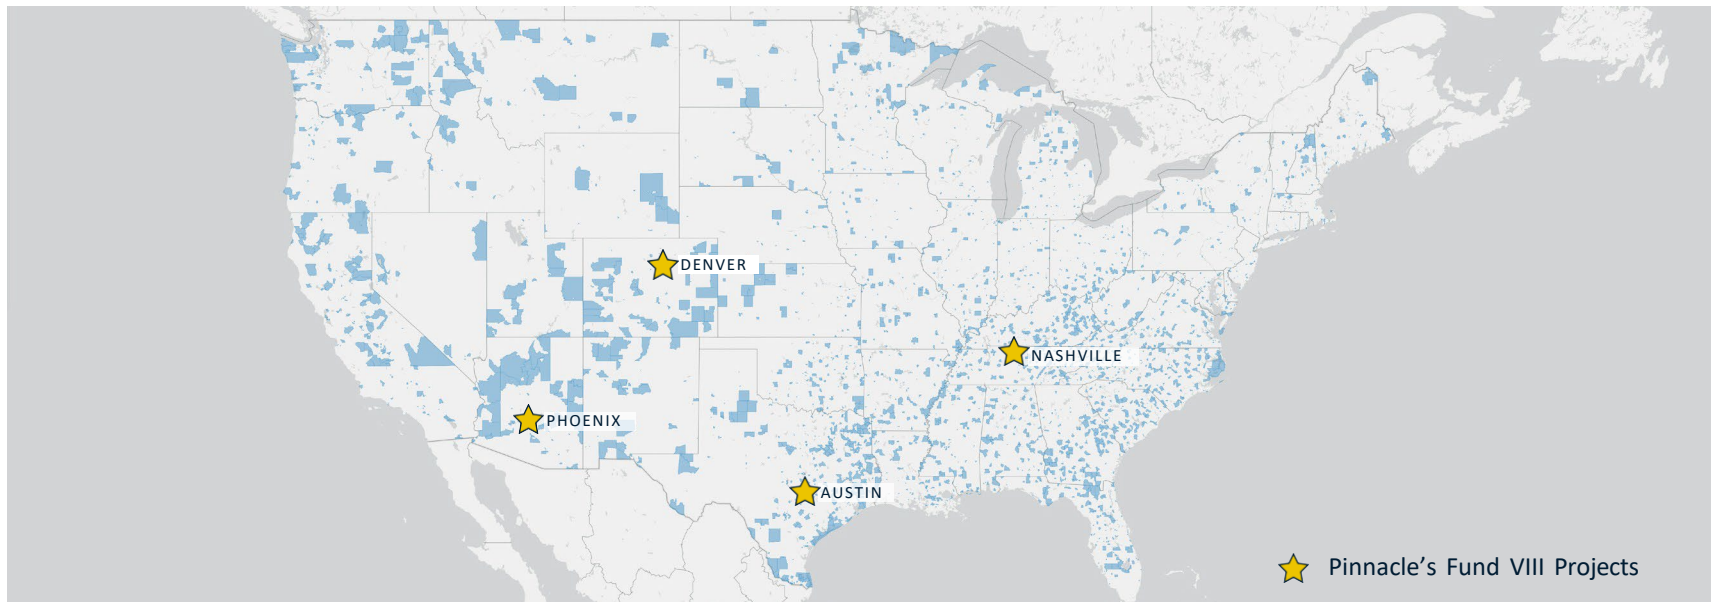 DENVER
NASHVILLE
PHOENIX
AUSTIN
Pinnacle’s Fund VIII Projects